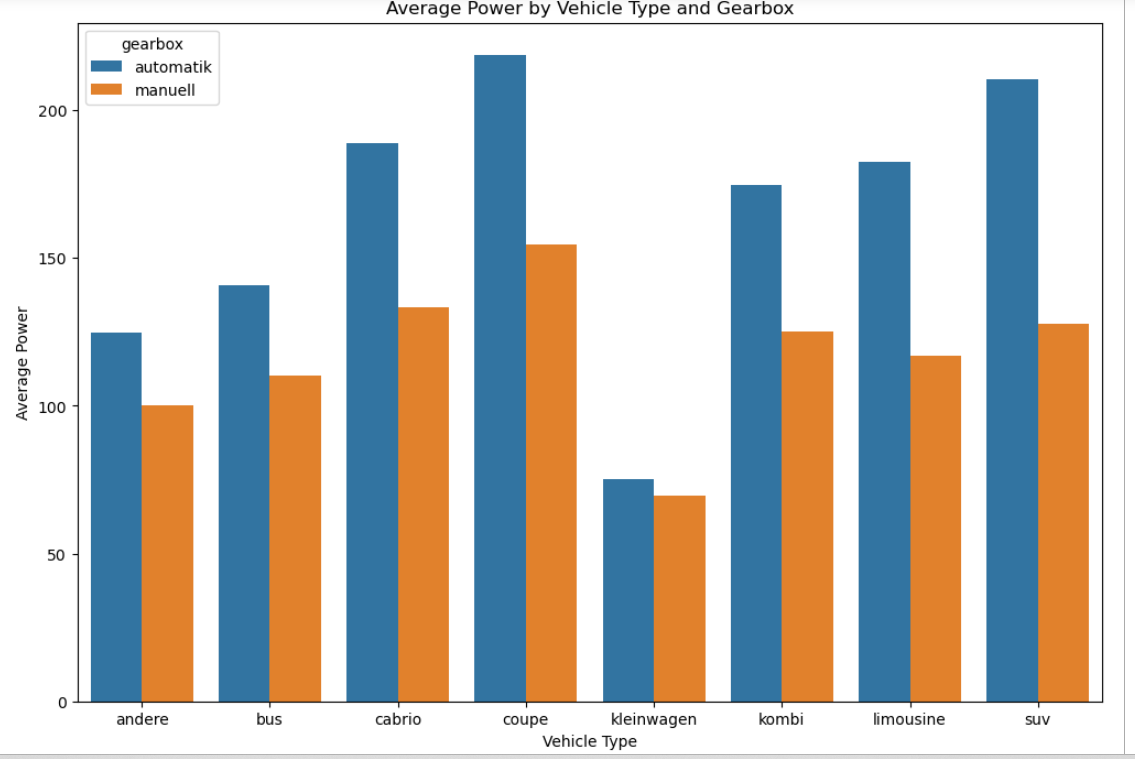 Average Power by Vehicle Type and Gearbox
gearbox
automatik
manuell
200
150
100
50
0
Average Power
andere bus cabrio coupe kleinwagen kombi limousine suv
Vehicle Type